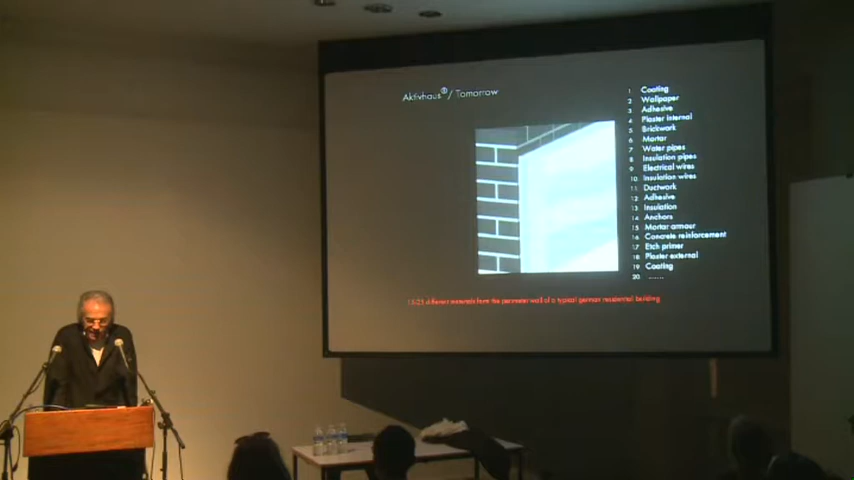 Aktivhaus® / Tomorrow
1 Coating
2 Wallpaper
3 Adhesive
4 Plaster internal
5 Brickwork
6 Mortar
7 Water pipes
8 Insulation pipes
9 Electrical wires
10. Insulation wires
11 Ductwork
12 Adhesive
13 Insulation
14 Anchors
15 Mortar armour
16 Concrete reinforcement
17 Etch primer
18 Plaster external
19 Coating
20. ......
different materials from the perimeter wall of a typical german residential building